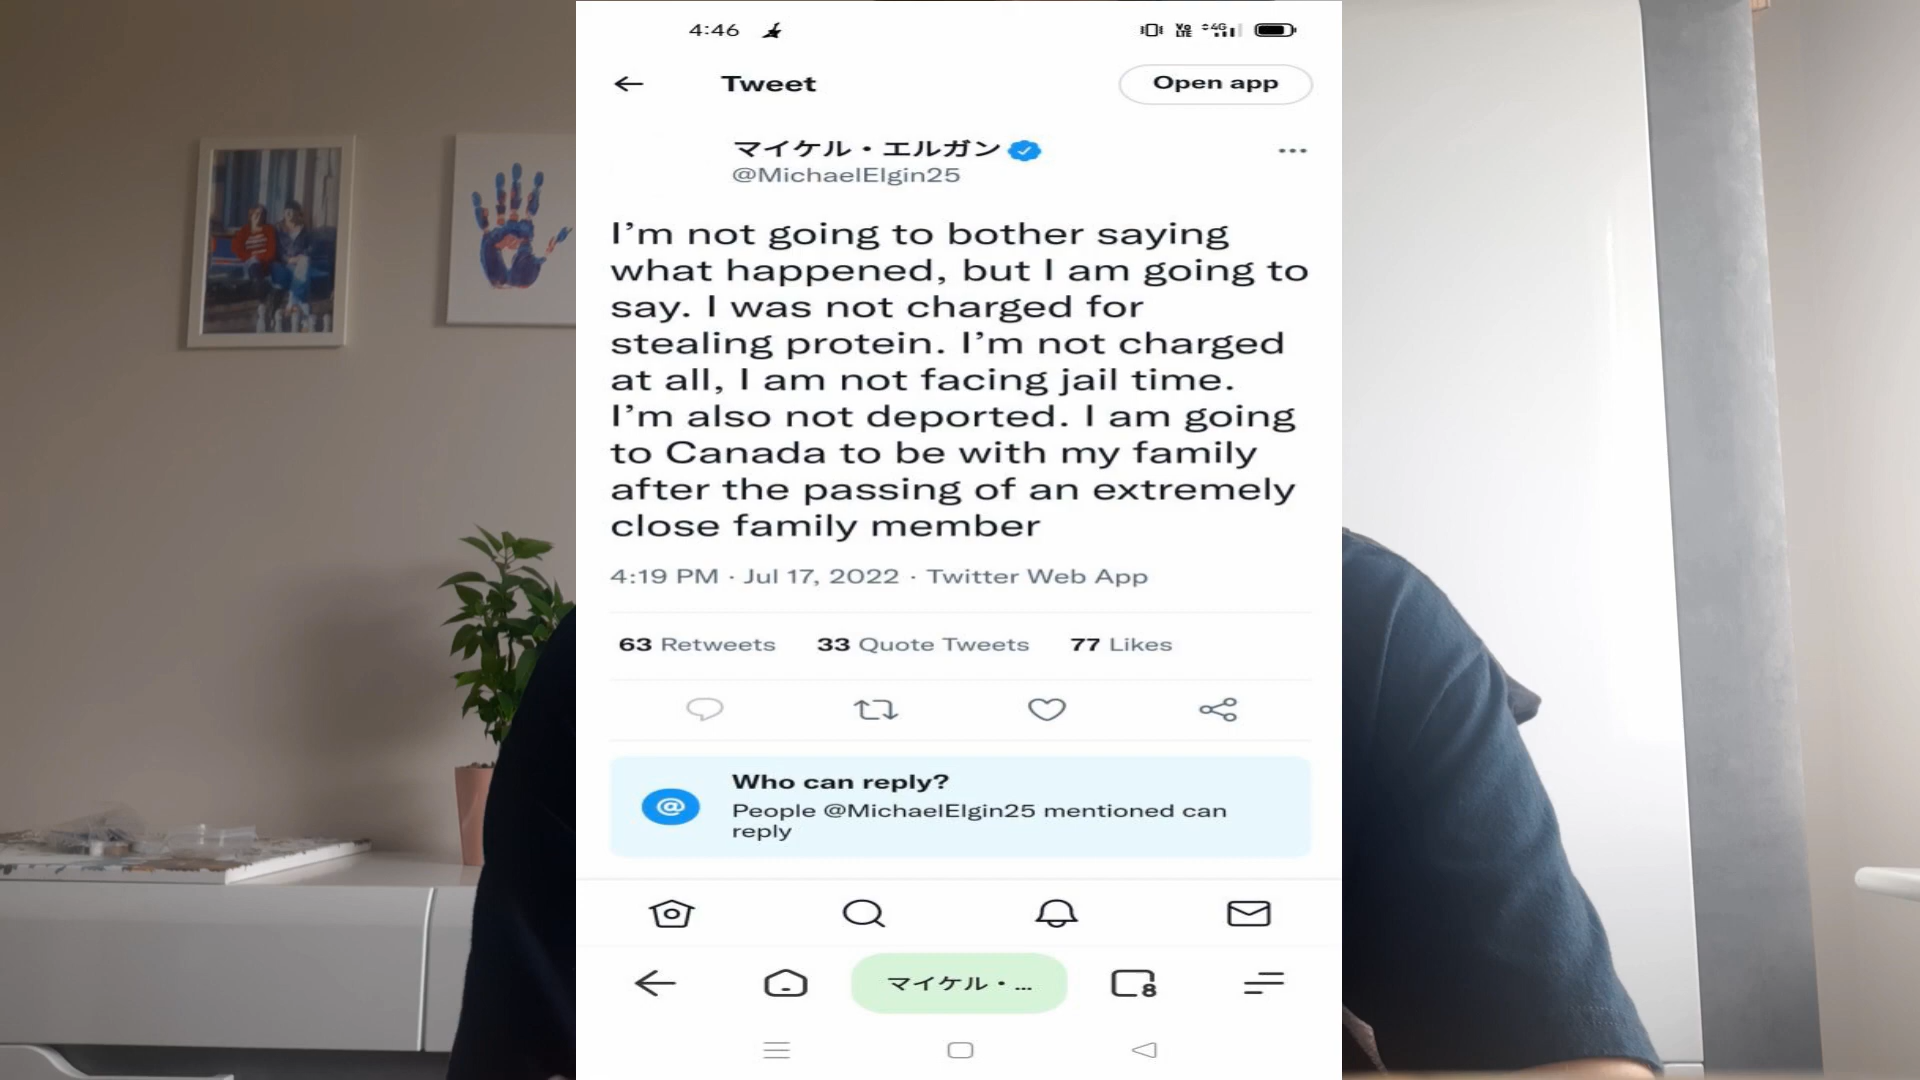 4:46
Vo
LTE
4G
Tweet
Open app
マイケル・エルガン
@MichaelElgin25
I’m not going to bother saying
what happened, but I am going to
say. I was not charged for
stealing protein. I’m not charged
at all, I am not facing jail time.
I’m also not deported. I am going
to Canada to be with my family
after the passing of an extremely
close family member
4:19 PM · Jul 17, 2022 · Twitter Web App
63 Retweets 33 Quote Tweets 77 Likes
@
Who can reply?
People @MichaelElgin25 mentioned can
reply
マイケル・...
8